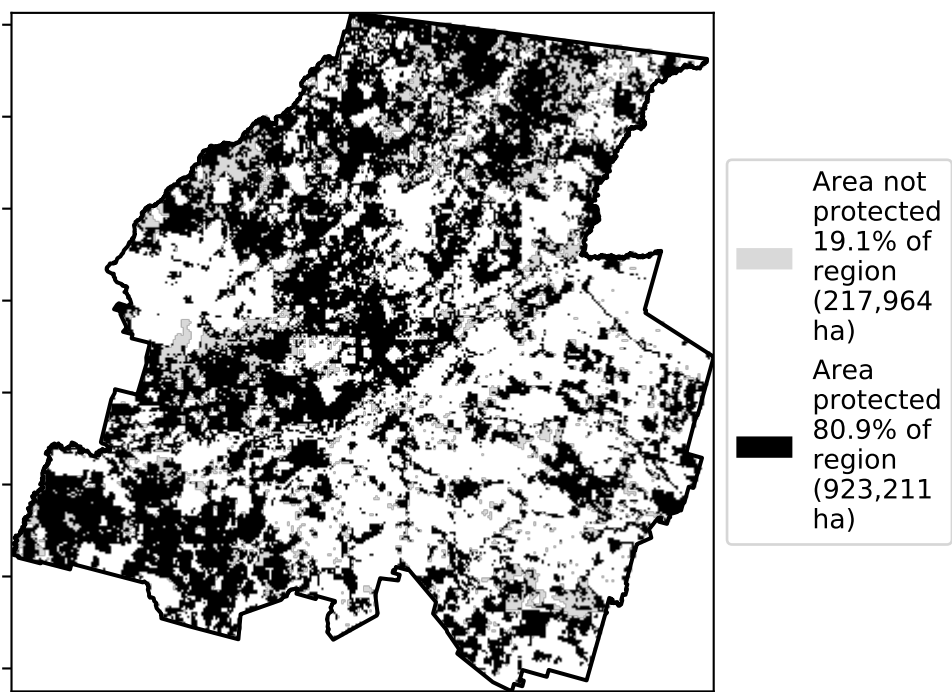 Area not
protected
19.1% of
region
(217,964
ha)
Area
protected
80.9% of
region
(923,211
ha)